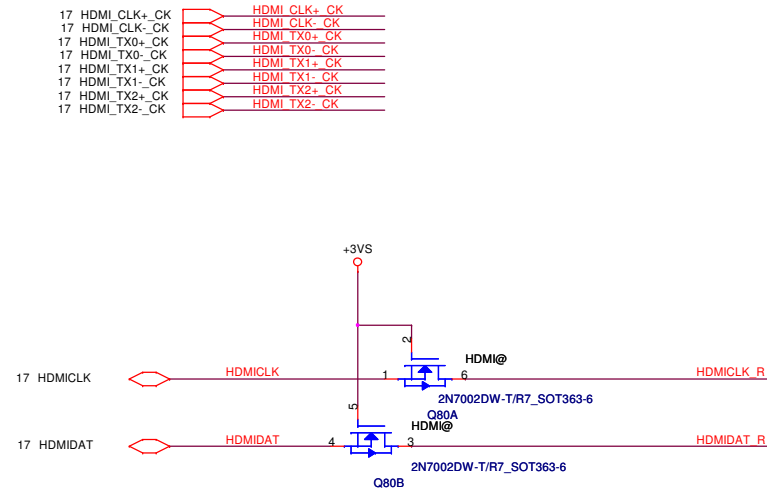 17 HDMI_CLK+_CK HDMI_CLK+_CK
17 HDMI_CLK-_CK HDMI_CLK-_CK
17 HDMI_TX0+_CK HDMI_TX0+_CK
17 HDMI_TX0-_CK HDMI_TX0-_CK
17 HDMI_TX1+_CK HDMI_TX1+_CK
17 HDMI_TX1-_CK HDMI_TX1-_CK
17 HDMI_TX2+_CK HDMI_TX2+_CK
17 HDMI_TX2-_CK HDMI_TX2-_CK
+3VS
2
HDMI@
17 HDMICLK HDMICLK 1 6 HDMICLK_R
2N7002DW-T/R7_SOT363-6
5
Q80A
HDMI@
17 HDMIDAT HDMIDAT 4 3 HDMIDAT_R
2N7002DW-T/R7_SOT363-6
Q80B